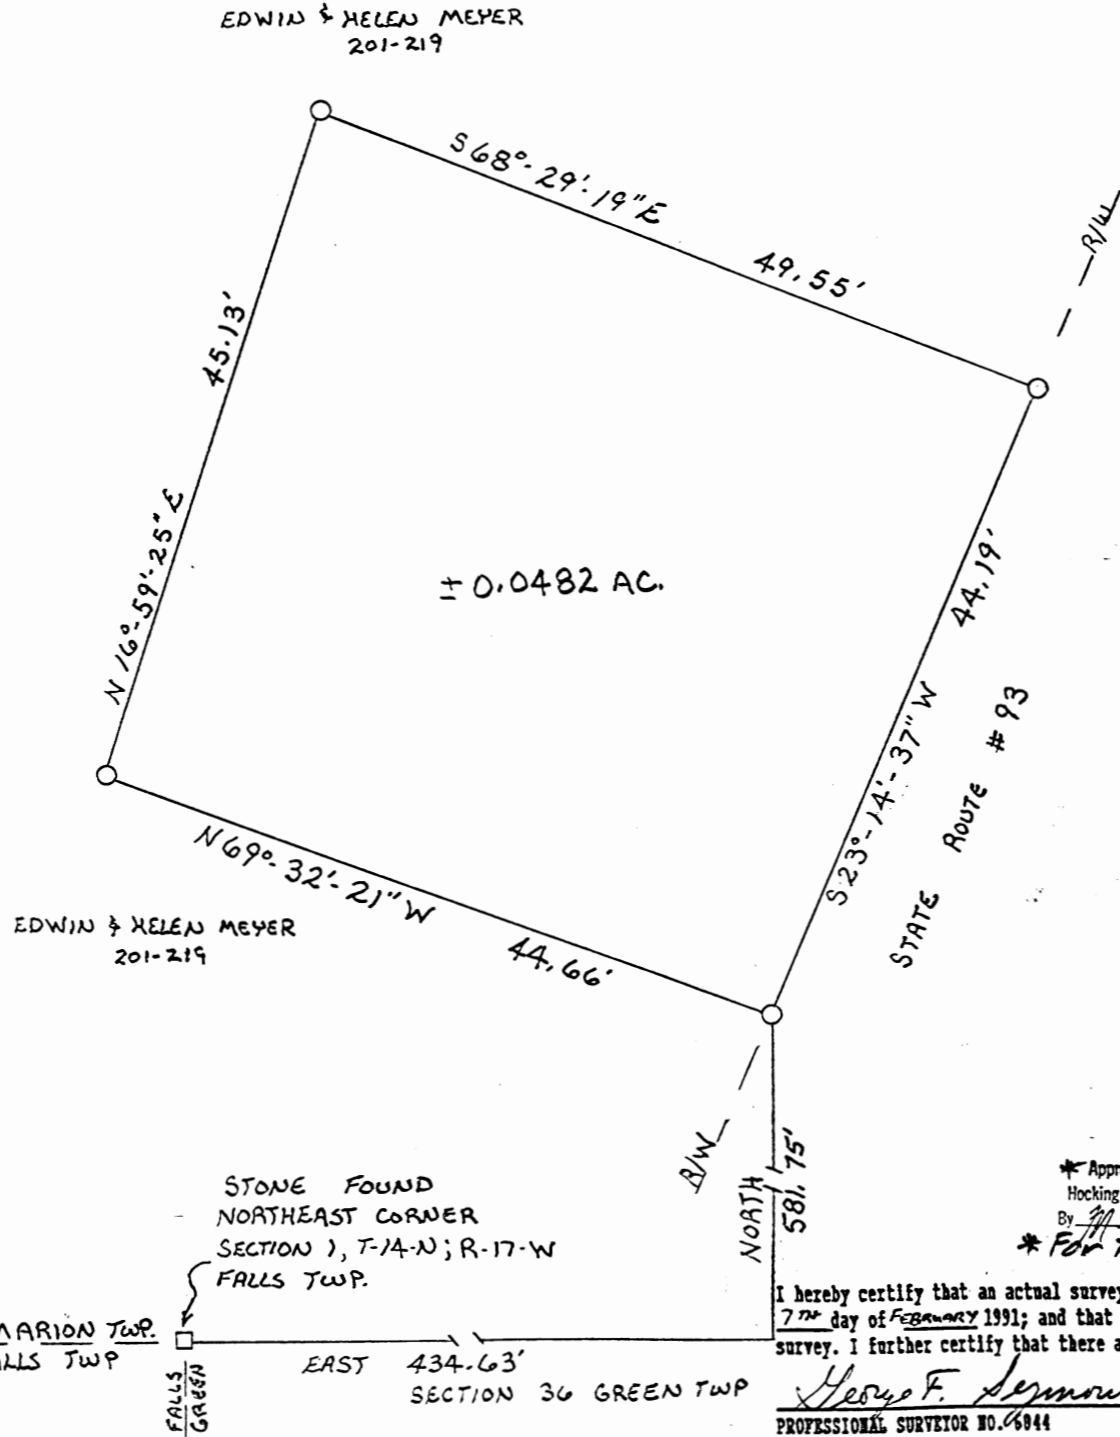 EDWIN & HELEN MEYER
201-219
S 68°-29'-19" E
49.55'
R/W
45.13'
N 16°-59'-25" E
± 0.0482 AC.
44.19'
S 23°-14'-37" W
STATE ROUTE # 93
N 69°-32'-21" W
44.66'
EDWIN & HELEN MEYER
201-219
R/W
NORTH
581.75'
STONE FOUND
NORTHEAST CORNER
SECTION 1, T-14-N; R-17-W
FALLS TWP.
TWP.
TWP
FALLS
GREEN
EAST 434.63'
SECTION 36 GREEN TWP
Hocking
By
* For
I hereby certify that an actual survey
7TH day of FEBRUARY 1991; and that
survey. I further certify that there a
George F. Seymou
PROFESSIONAL SURVEYOR NO. 6044